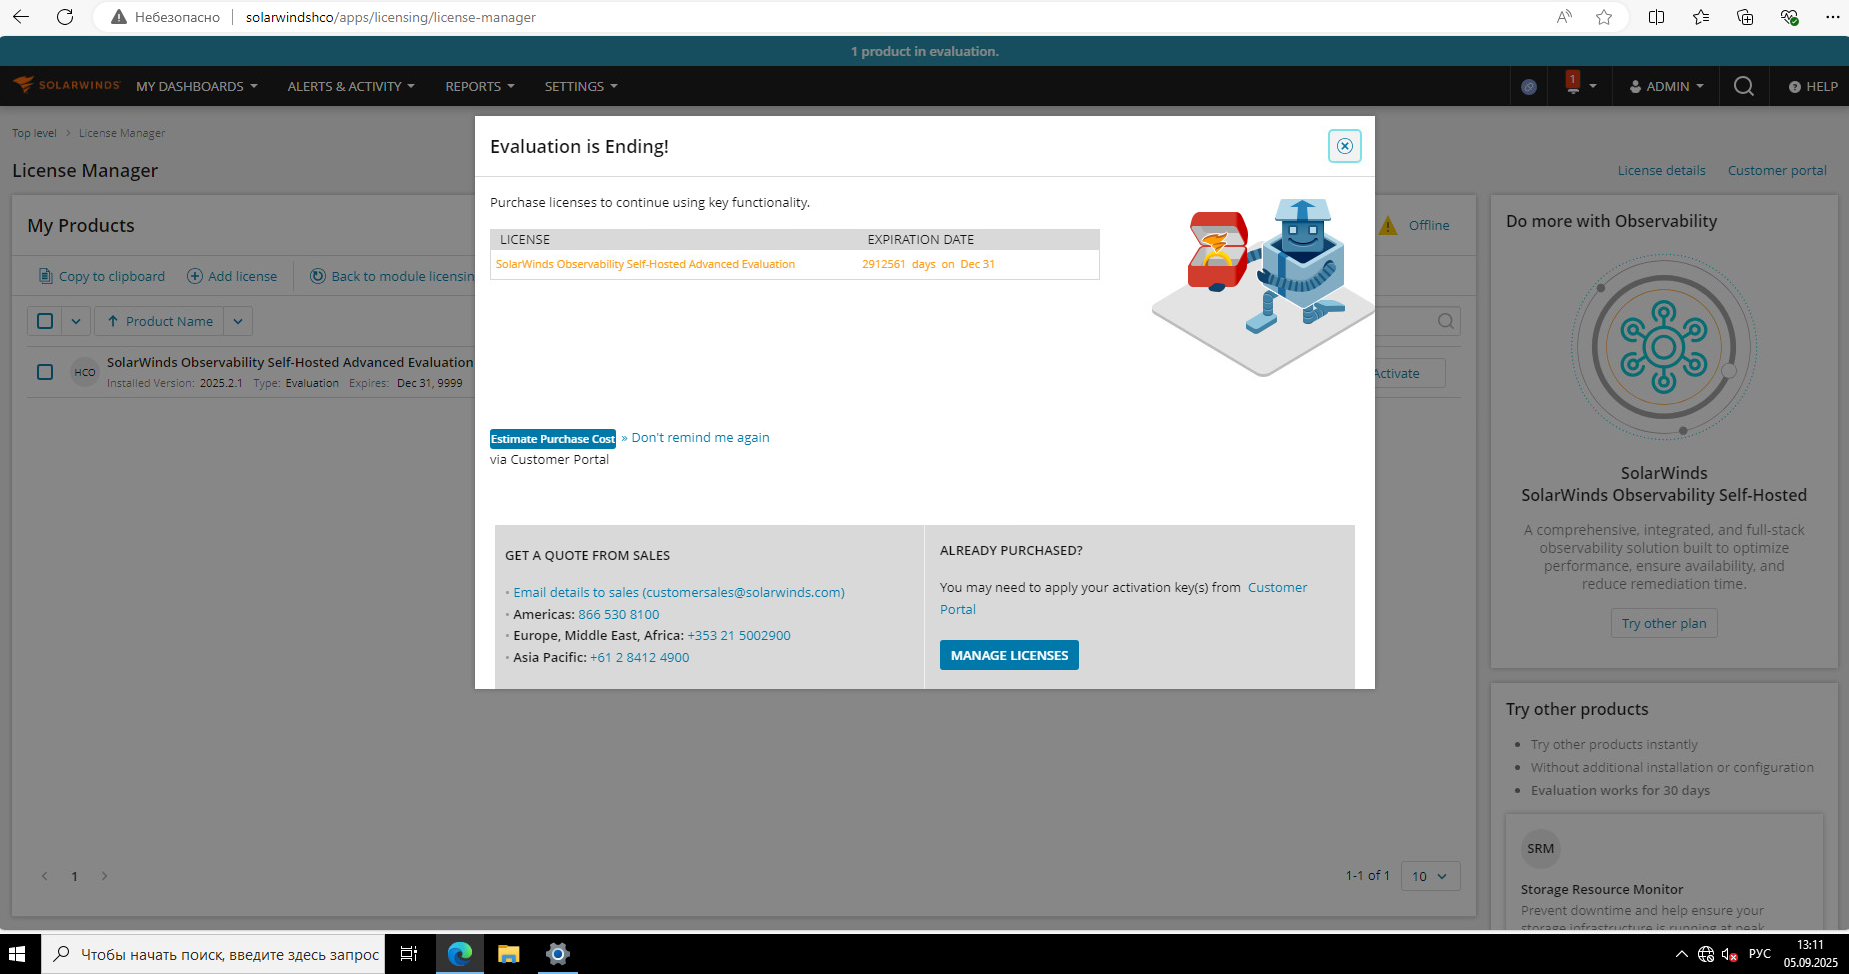 Небезопасно
solarwindshco/apps/licensing/license-manager
1 product in evaluation.
SOLARWINDS
MY DASHBOARDS
ALERTS & ACTIVITY
REPORTS
SETTINGS
1
ADMIN
HELP
Top level > License Manager
License Manager
License details
Customer portal
My Products
Offline
Copy to clipboard
Add license
Back to module licensin
Product Name
HCO
SolarWinds Observability Self-Hosted Advanced Evaluation
Installed Version: 2025.2.1 Type: Evaluation Expires: Dec 31, 9999
Activate
1
1-1 of 1
10
Evaluation is Ending!
Purchase licenses to continue using key functionality.
LICENSE EXPIRATION DATE
SolarWinds Observability Self-Hosted Advanced Evaluation 2912561 days on Dec 31
Estimate Purchase Cost » Don't remind me again
via Customer Portal
GET A QUOTE FROM SALES
Email details to sales (customersales@solarwinds.com)
Americas: 866 530 8100
Europe, Middle East, Africa: +353 21 5002900
Asia Pacific: +61 2 8412 4900
ALREADY PURCHASED?
You may need to apply your activation key(s) from Customer
Portal
MANAGE LICENSES
Do more with Observability
SolarWinds
SolarWinds Observability Self-Hosted
A comprehensive, integrated, and full-stack
observability solution built to optimize
performance, ensure availability, and
reduce remediation time.
Try other plan
Try other products
Try other products instantly
Without additional installation or configuration
Evaluation works for 30 days
SRM
Storage Resource Monitor
Prevent downtime and help ensure your
storage infrastructure is running at peak
Чтобы начать поиск, введите здесь запрос
РУС
13:11
05.09.2025